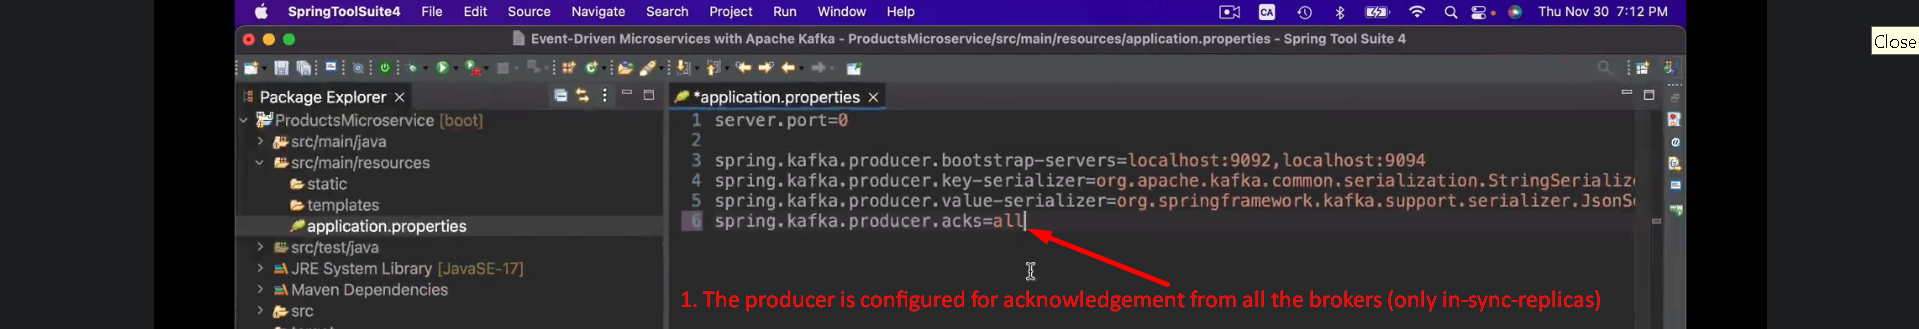 SpringToolSuite4 File Edit Source Navigate Search Project Run Window Help CA Thu Nov 30 7:12 PM
Event-Driven Microservices with Apache Kafka - ProductsMicroservice/src/main/resources/application.properties - Spring Tool Suite 4
Close
Package Explorer
*application.properties
ProductsMicroservice [boot]
src/main/java
src/main/resources
static
templates
application.properties
src/test/java
JRE System Library [JavaSE-17]
Maven Dependencies
src
1 server.port=0
2
3 spring.kafka.producer.bootstrap-servers=localhost:9092,localhost:9094
4 spring.kafka.producer.key-serializer=org.apache.kafka.common.serialization.StringSerialize
5 spring.kafka.producer.value-serializer=org.springframework.kafka.support.serializer.JsonSe
6 spring.kafka.producer.acks=all
1. The producer is configured for acknowledgement from all the brokers (only in-sync-replicas)